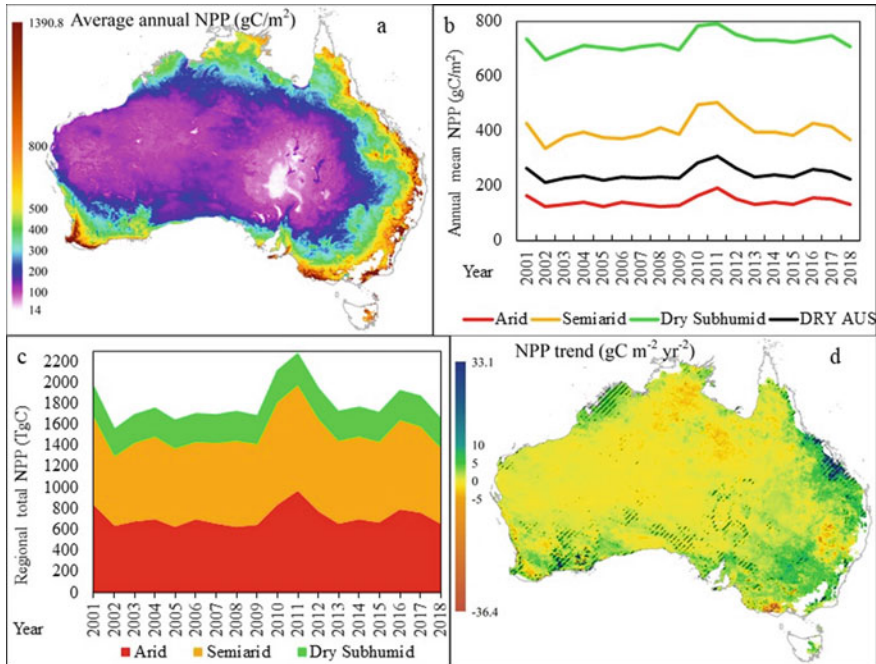 Average annual NPP (gC/m²)
a
1390.8
800
500
400
300
200
100
14
b
Annual mean NPP (gC/m²)
800
600
400
200
0
Year
2001 2002 2003 2004 2005 2006 2007 2008 2009 2010 2011 2012 2013 2014 2015 2016 2017 2018
Arid Semiarid Dry Subhumid DRY AUS
c
Regional total NPP (TgC)
2200
2000
1800
1600
1400
1200
1000
800
600
400
200
0
Year
2001 2002 2003 2004 2005 2006 2007 2008 2009 2010 2011 2012 2013 2014 2015 2016 2017 2018
Arid Semiarid Dry Subhumid
NPP trend (gC m⁻² yr⁻²)
d
33.1
10
5
0
-5
-36.4